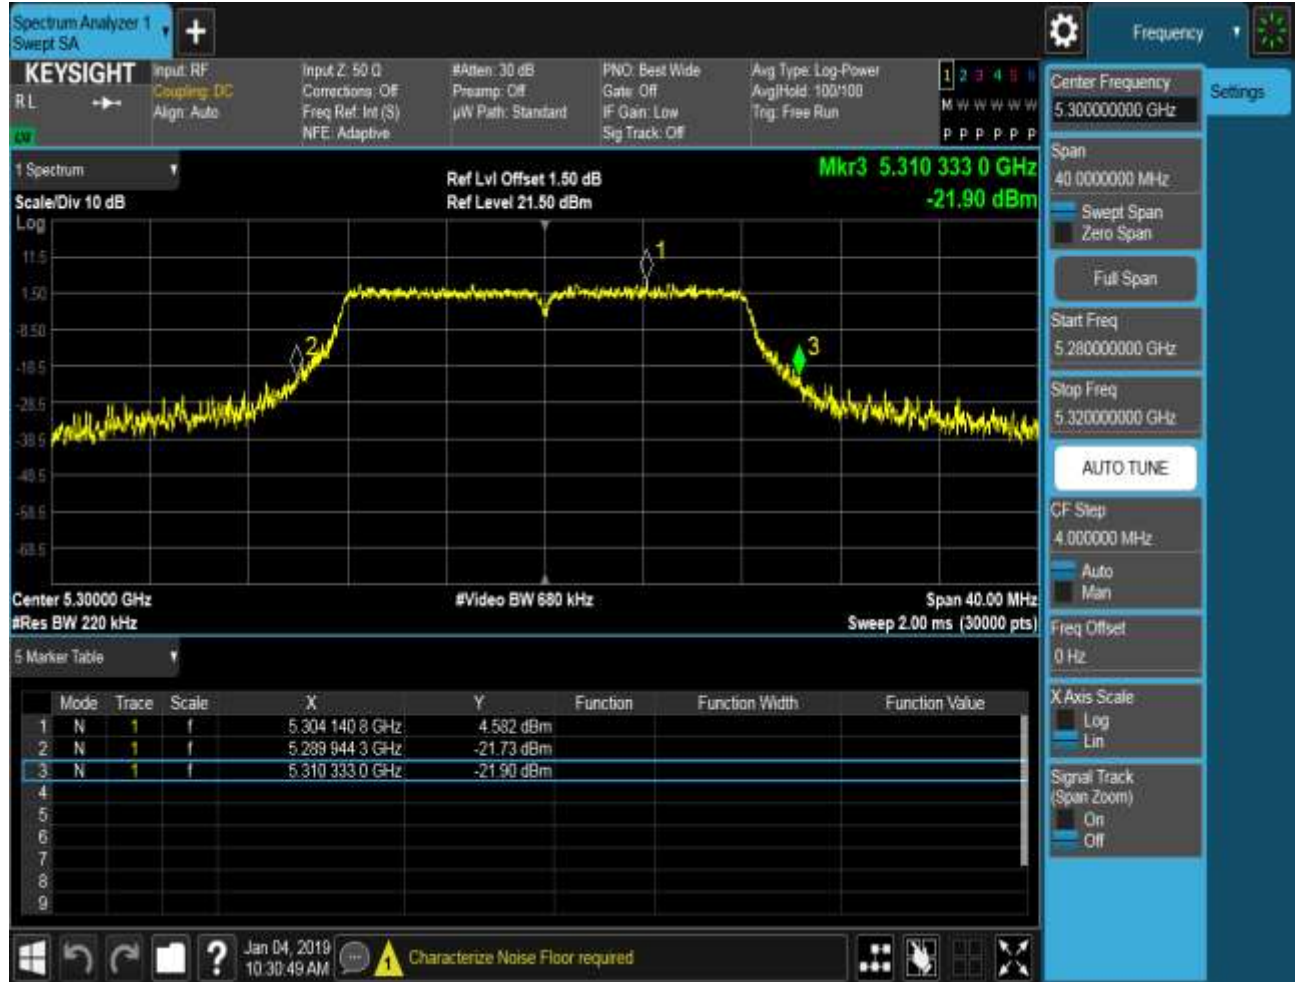 Spectrum Analyzer 1
Swept SA
Frequency
KEYSIGHT
R L
Input: RF
Coupling: DC
Align: Auto
Input Z: 50 Ω
Corrections: Off
Freq Ref: Int (S)
NFE: Adaptive
#Atten: 30 dB
Preamp: Off
µW Path: Standard
PNO: Best Wide
Gate: Off
IF Gain: Low
Sig Track: Off
Avg Type: Log-Power
Avg|Hold: 100/100
Trig: Free Run
1 2 3 4 5 6
M W W W W W
P P P P P P
1 Spectrum
Scale/Div 10 dB
Ref Lvl Offset 1.50 dB
Ref Level 21.50 dBm
Mkr3 5.310 333 0 GHz
-21.90 dBm
Log
11.5
1.50
-8.50
-18.5
-28.5
-38.5
-48.5
-58.5
-68.5
1
2
3
Center 5.30000 GHz
#Res BW 220 kHz
#Video BW 680 kHz
Span 40.00 MHz
Sweep 2.00 ms (30000 pts)
5 Marker Table
Mode Trace Scale X Y Function Function Width Function Value
1 N 1 f 5.304 140 8 GHz 4.582 dBm
2 N 1 f 5.289 944 3 GHz -21.73 dBm
3 N 1 f 5.310 333 0 GHz -21.90 dBm
4
5
6
7
8
9
Jan 04, 2019
10:30:49 AM
Characterize Noise Floor required
Center Frequency
5.300000000 GHz
Settings
Span
40.0000000 MHz
Swept Span
Zero Span
Full Span
Start Freq
5.280000000 GHz
Stop Freq
5.320000000 GHz
AUTO TUNE
CF Step
4.000000 MHz
Auto
Man
Freq Offset
0 Hz
X Axis Scale
Log
Lin
Signal Track
(Span Zoom)
On
Off